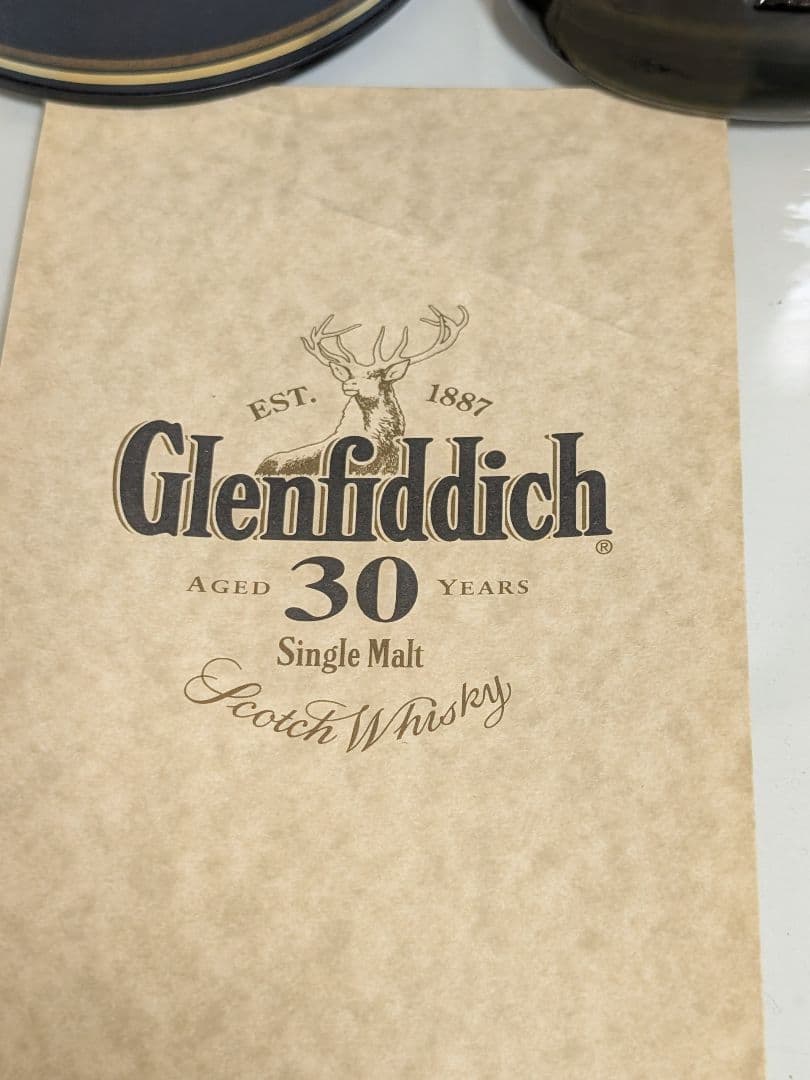 EST. 1887
Glenfiddich®
AGED 30 YEARS
Single Malt
Scotch Whisky